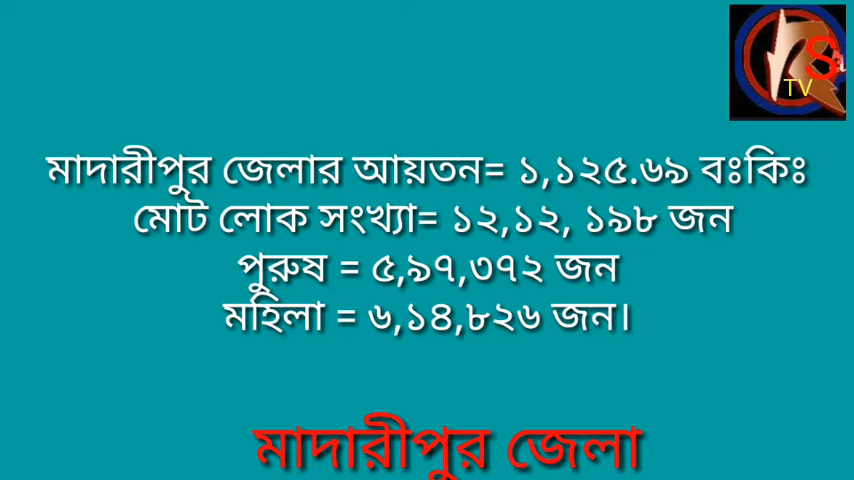 S
TV
মাদারীপুর জেলার আয়তন= ১,১২৫.৬৯ বঃকিঃ
মোট লোক সংখ্যা= ১২,১২, ১৯৮ জন
পুরুষ = ৫,৯৭,৩৭২ জন
মহিলা = ৬,১৪,৮২৬ জন।
মাদারীপুর জেলা